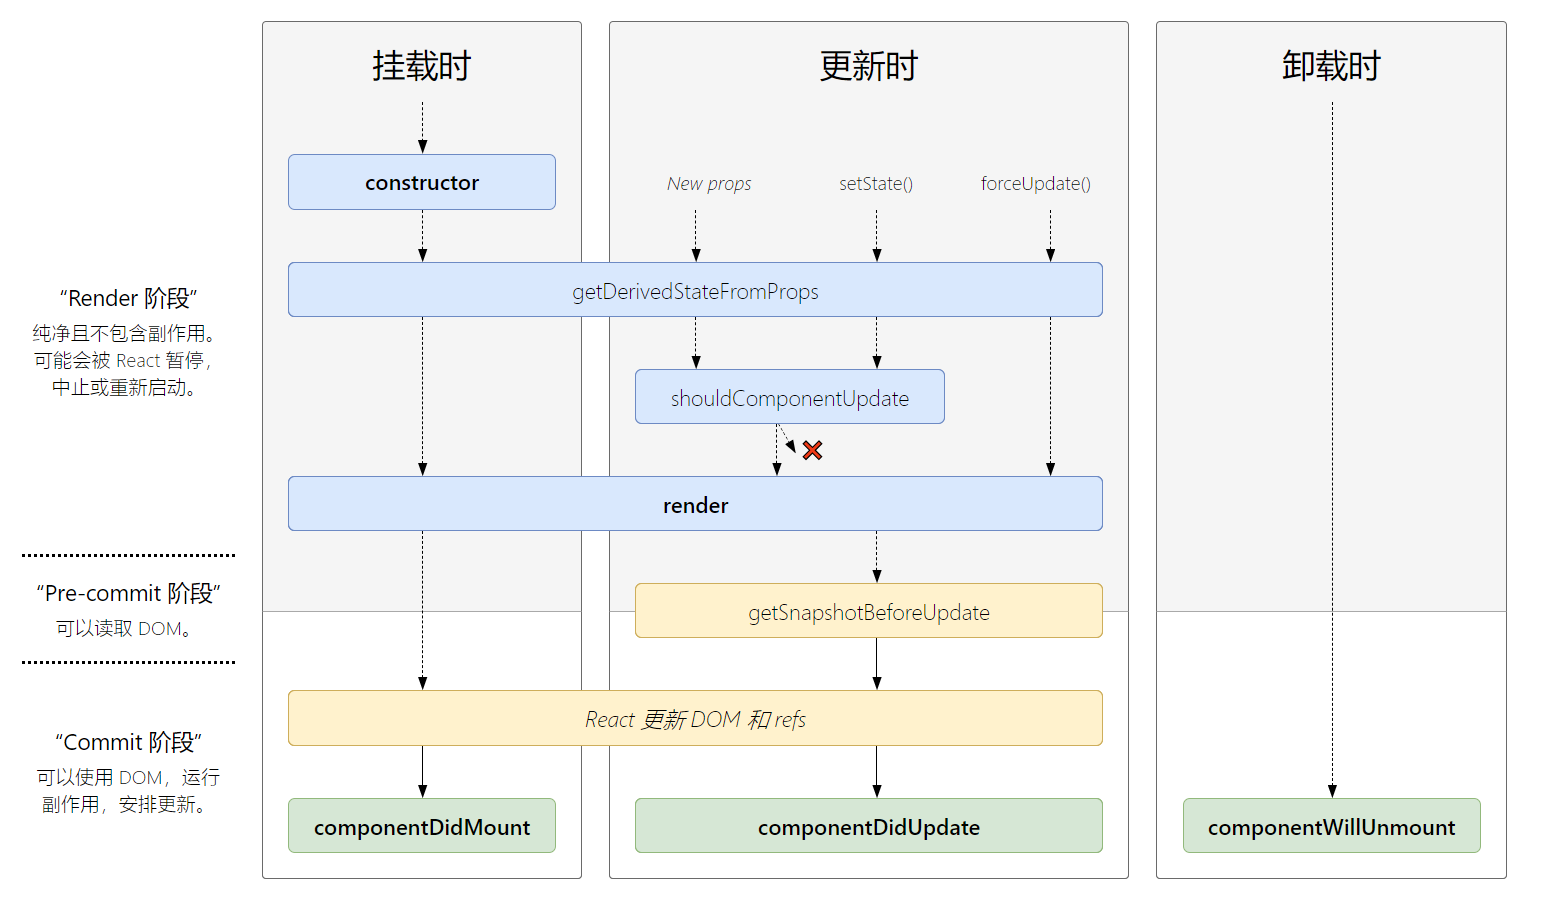 挂载时
更新时
卸载时
constructor
New props
setState()
forceUpdate()
getDerivedStateFromProps
“Render 阶段”
纯净且不包含副作用。
可能会被 React 暂停，
中止或重新启动。
shouldComponentUpdate
render
“Pre-commit 阶段”
可以读取 DOM。
getSnapshotBeforeUpdate
React 更新 DOM 和 refs
“Commit 阶段”
可以使用 DOM，运行
副作用，安排更新。
componentDidMount
componentDidUpdate
componentWillUnmount